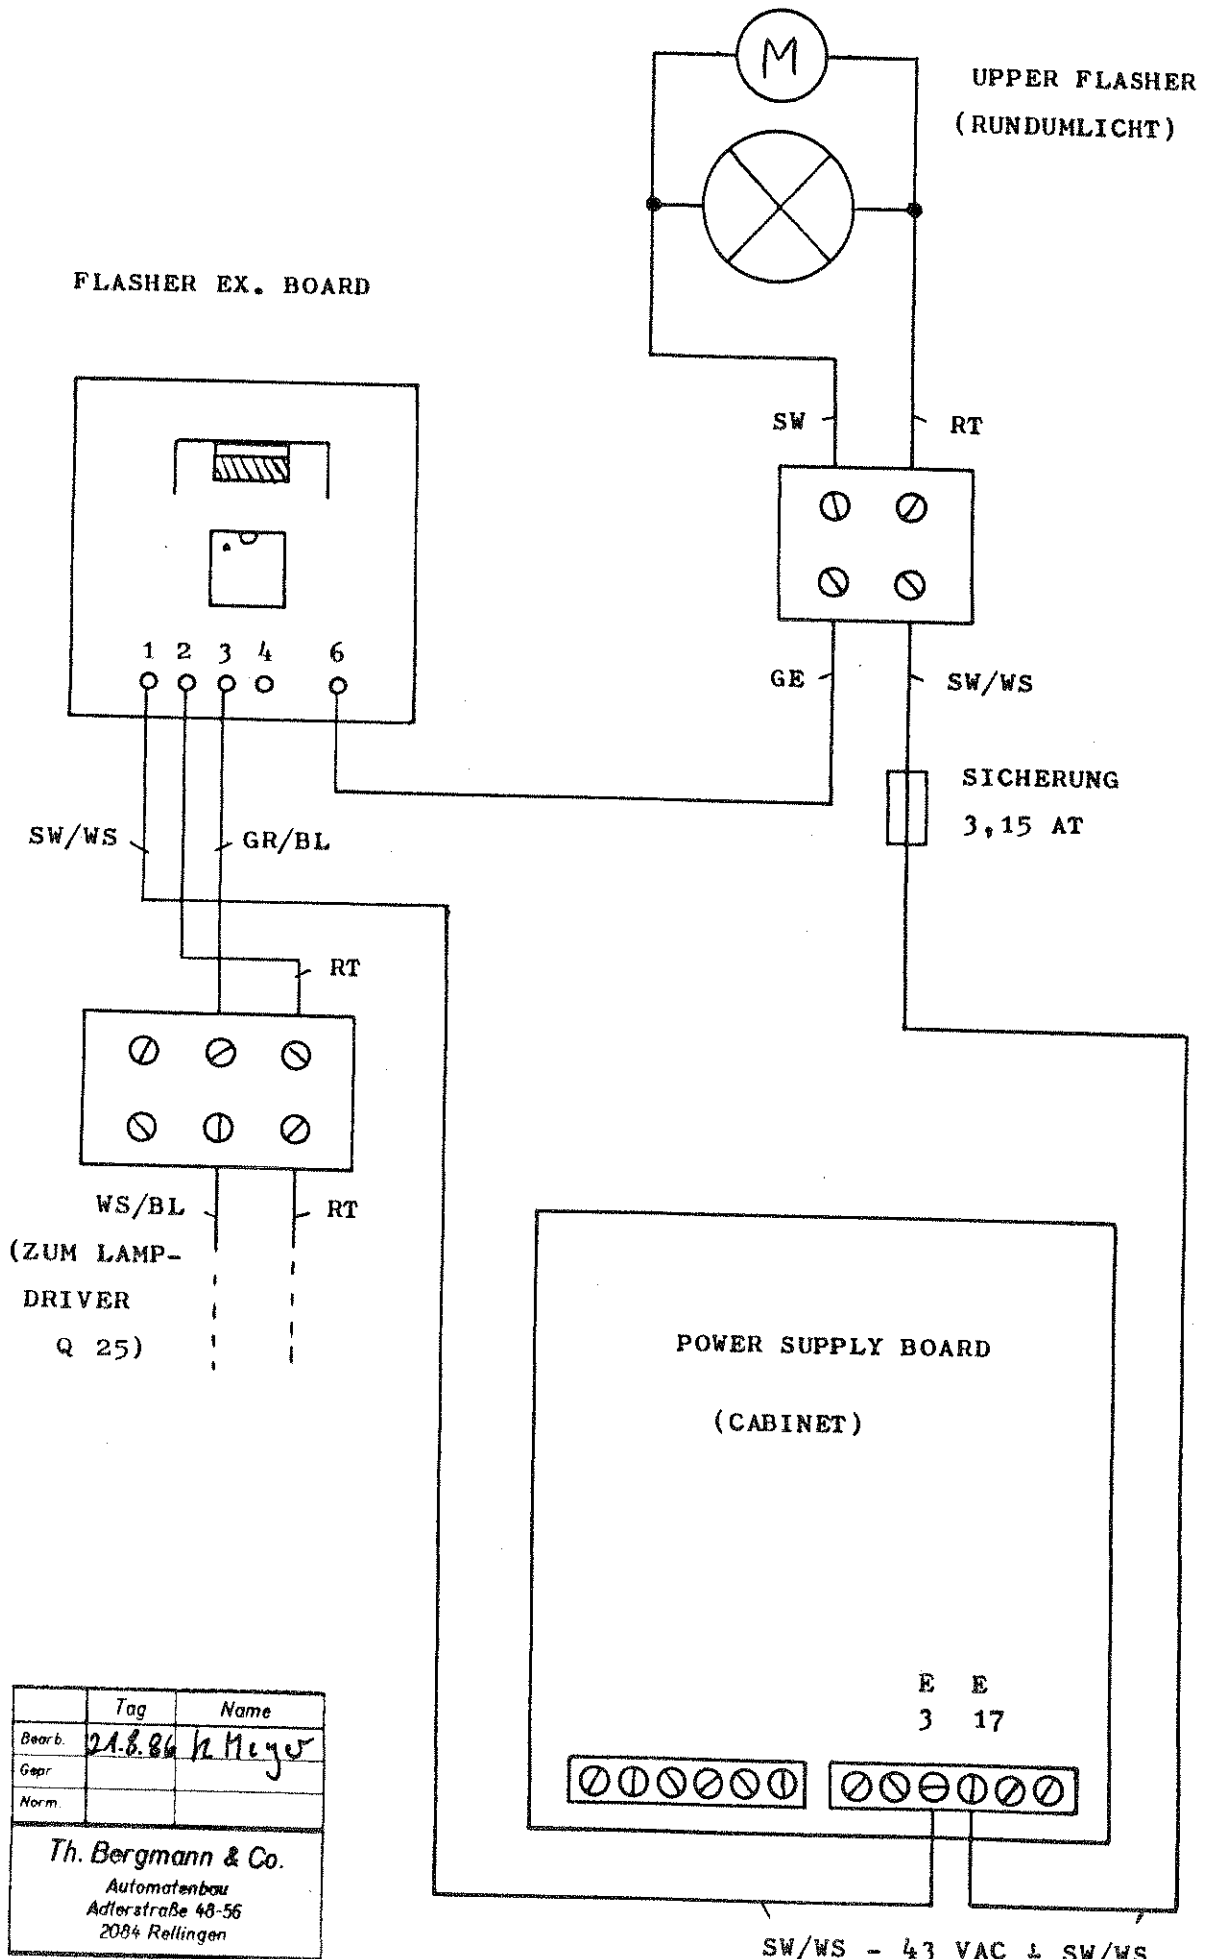 M
UPPER FLASHER
(RUNDUMLICHT)
FLASHER EX. BOARD
SW
RT
1 2 3 4 6
GE
SW/WS
SICHERUNG
3,15 AT
SW/WS
GR/BL
RT
WS/BL
RT
(ZUM LAMP-
DRIVER
Q 25)
POWER SUPPLY BOARD
(CABINET)
E E
3 17
Tag Name
Bearb. 21.8.86 Meyer
Gepr
Norm.
Th. Bergmann & Co.
Automatenbau
Adlerstraße 48-56
2084 Rellingen
SW/WS - 43 VAC SW/WS